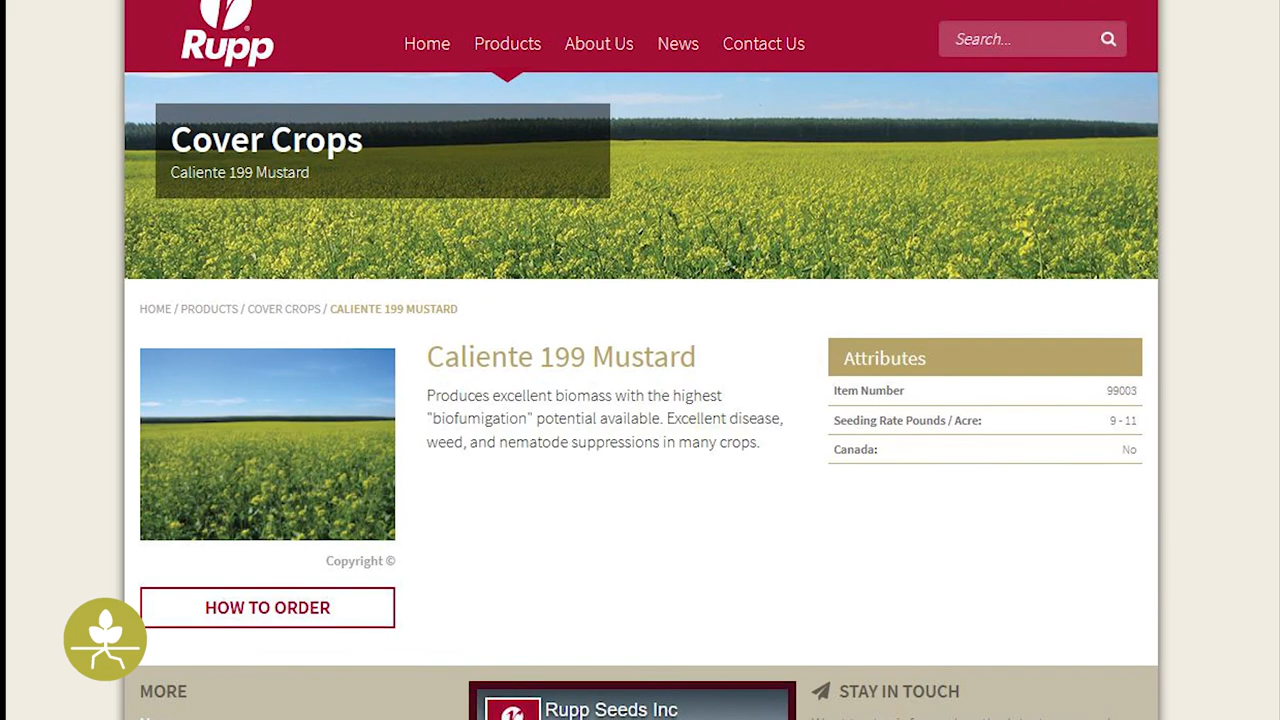 Rupp
Home Products About Us News Contact Us
Search...
Cover Crops
Caliente 199 Mustard
HOME / PRODUCTS / COVER CROPS / CALIENTE 199 MUSTARD
Caliente 199 Mustard
Produces excellent biomass with the highest
"biofumigation" potential available. Excellent disease,
weed, and nematode suppressions in many crops.
Attributes
Item Number 99003
Seeding Rate Pounds / Acre: 9 - 11
Canada: No
Copyright ©
HOW TO ORDER
MORE
Rupp Seeds Inc
STAY IN TOUCH